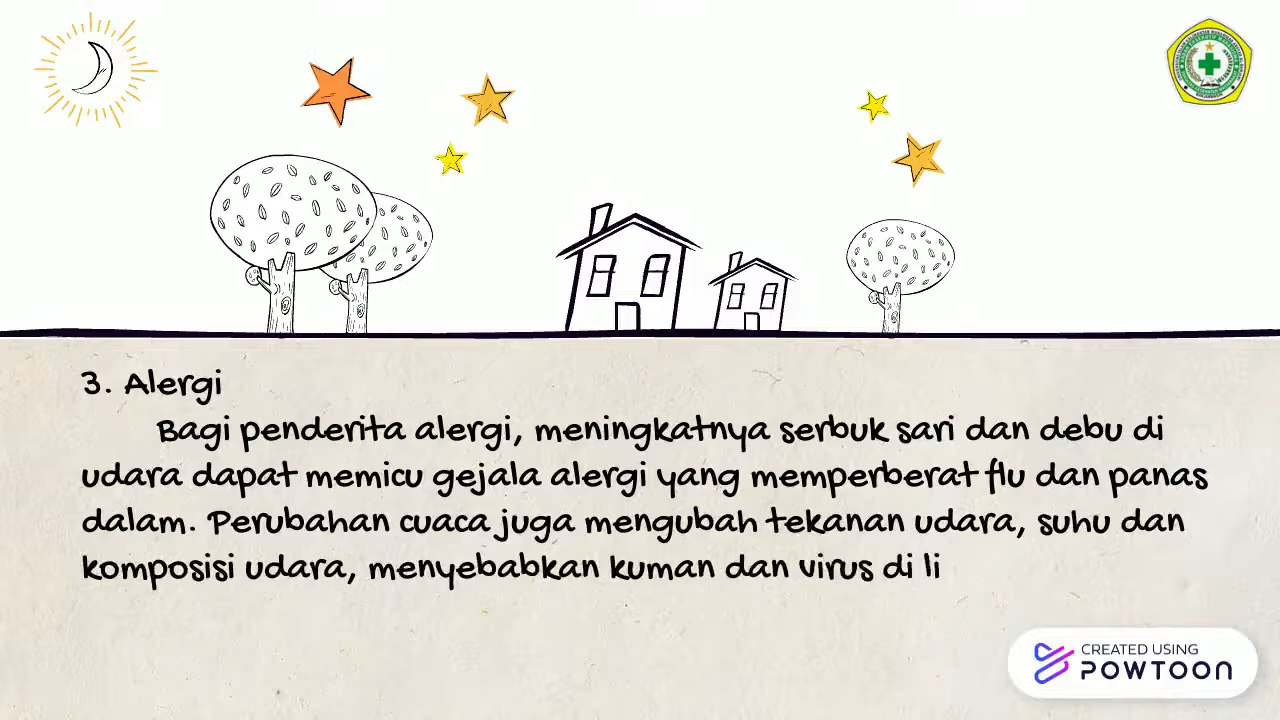 3. Alergi
Bagi penderita alergi, meningkatnya serbuk sari dan debu di
udara dapat memicu gejala alergi yang memperberat flu dan panas
dalam. Perubahan cuaca juga mengubah tekanan udara, suhu dan
komposisi udara, menyebabkan kuman dan virus di li
CREATED USING
POWTOON